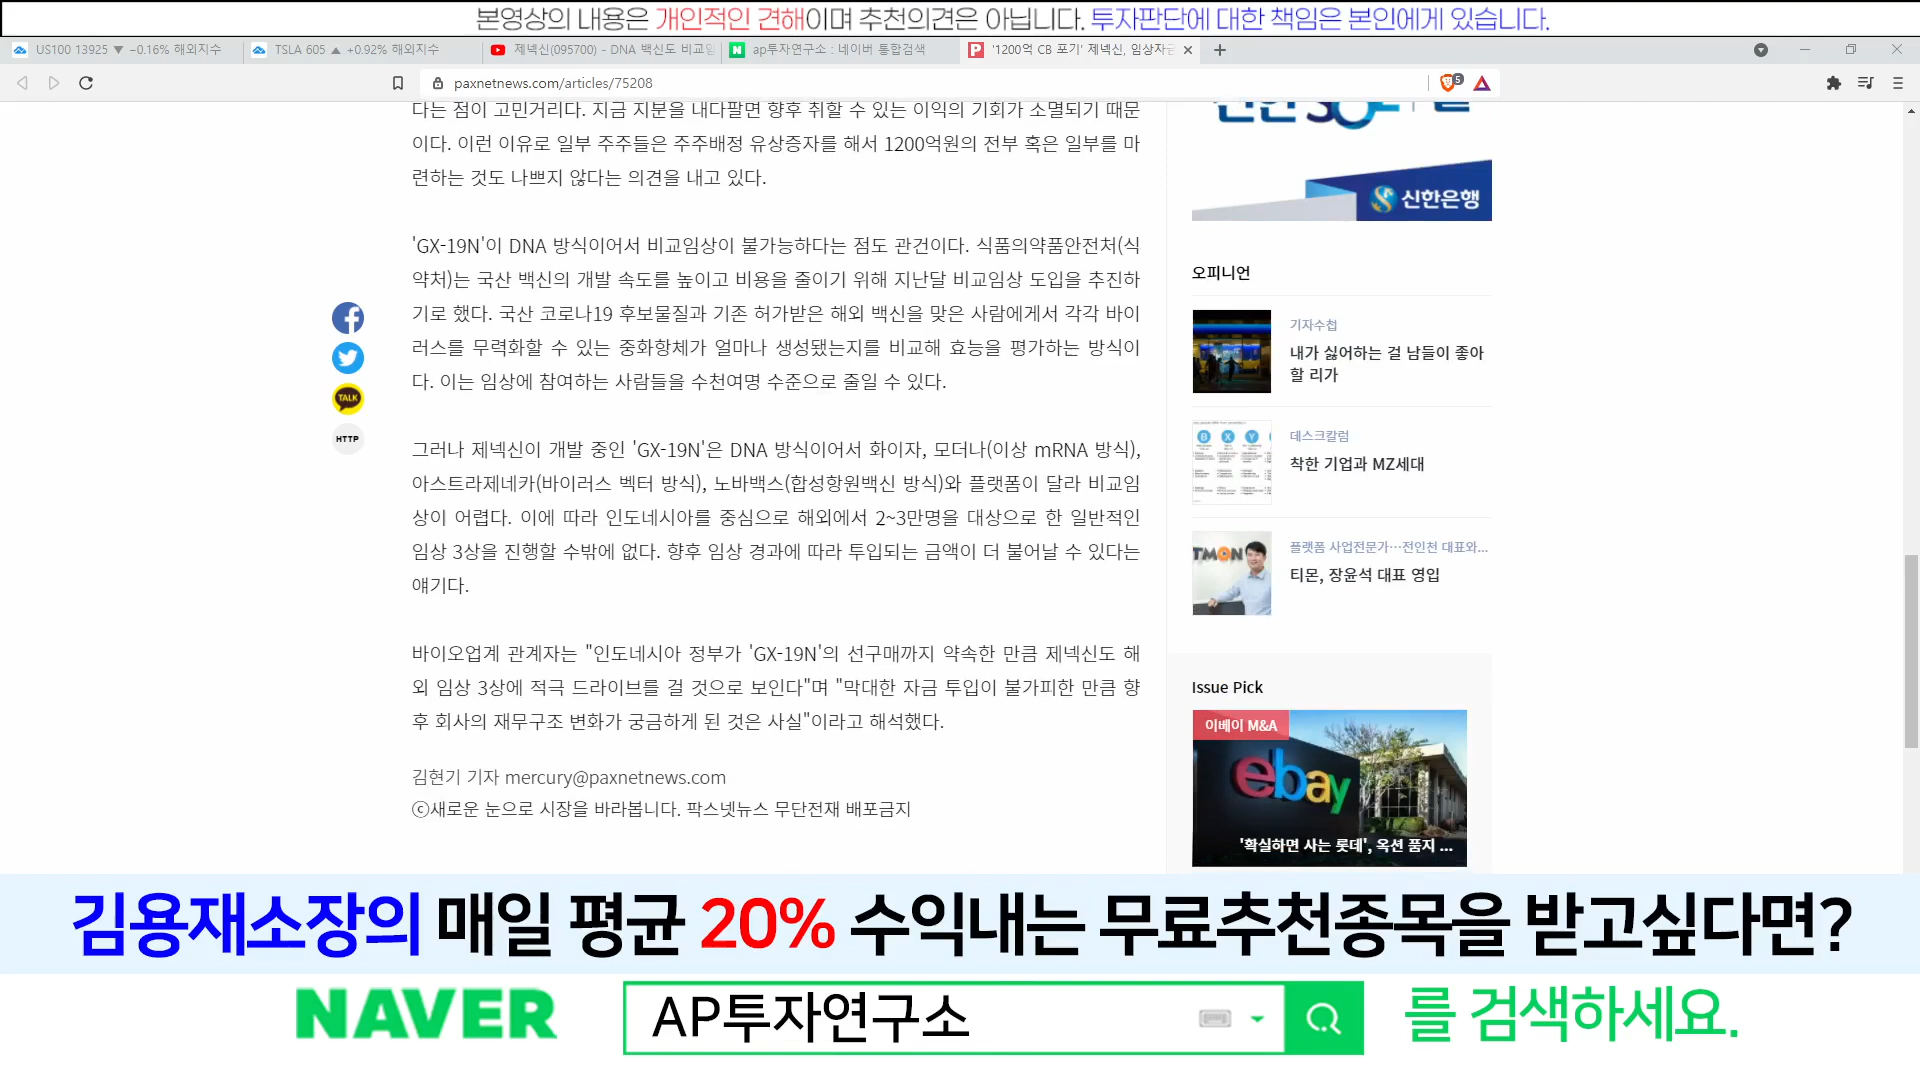 본영상의 내용은 개인적인 견해이며 추천의견은 아닙니다. 투자판단에 대한 책임은 본인에게 있습니다.
US100 13925 ▼ −0.16% 해외지수
TSLA 605 ▲ +0.92% 해외지수
제넥신(095700) - DNA 백신도 비교임
ap투자연구소 : 네이버 통합검색
'1200억 CB 포기' 제넥신, 임상자금
paxnetnews.com/articles/75208
5
다는 점이 고민거리다. 지금 지분을 내다팔면 향후 취할 수 있는 이익의 기회가 소멸되기 때문
이다. 이런 이유로 일부 주주들은 주주배정 유상증자를 해서 1200억원의 전부 혹은 일부를 마
련하는 것도 나쁘지 않다는 의견을 내고 있다.
'GX-19N'이 DNA 방식이어서 비교임상이 불가능하다는 점도 관건이다. 식품의약품안전처(식
약처)는 국산 백신의 개발 속도를 높이고 비용을 줄이기 위해 지난달 비교임상 도입을 추진하
기로 했다. 국산 코로나19 후보물질과 기존 허가받은 해외 백신을 맞은 사람에게서 각각 바이
러스를 무력화할 수 있는 중화항체가 얼마나 생성됐는지를 비교해 효능을 평가하는 방식이
다. 이는 임상에 참여하는 사람들을 수천여명 수준으로 줄일 수 있다.
그러나 제넥신이 개발 중인 'GX-19N'은 DNA 방식이어서 화이자, 모더나(이상 mRNA 방식),
아스트라제네카(바이러스 벡터 방식), 노바백스(합성항원백신 방식)와 플랫폼이 달라 비교임
상이 어렵다. 이에 따라 인도네시아를 중심으로 해외에서 2~3만명을 대상으로 한 일반적인
임상 3상을 진행할 수밖에 없다. 향후 임상 경과에 따라 투입되는 금액이 더 불어날 수 있다는
얘기다.
바이오업계 관계자는 "인도네시아 정부가 'GX-19N'의 선구매까지 약속한 만큼 제넥신도 해
외 임상 3상에 적극 드라이브를 걸 것으로 보인다"며 "막대한 자금 투입이 불가피한 만큼 향
후 회사의 재무구조 변화가 궁금하게 된 것은 사실"이라고 해석했다.
김현기 기자 mercury@paxnetnews.com
ⓒ새로운 눈으로 시장을 바라봅니다. 팍스넷뉴스 무단전재 배포금지
TALK
HTTP
신한은행
오피니언
기자수첩
내가 싫어하는 걸 남들이 좋아
할 리가
B X Y
데스크칼럼
착한 기업과 MZ세대
TMON
플랫폼 사업전문가…전인천 대표와...
티몬, 장윤석 대표 영입
Issue Pick
이베이 M&A
ebay
'확실하면 사는 롯데', 옥션 품지 ...
김용재소장의 매일 평균 20% 수익내는 무료추천종목을 받고싶다면?
NAVER AP투자연구소 를 검색하세요.